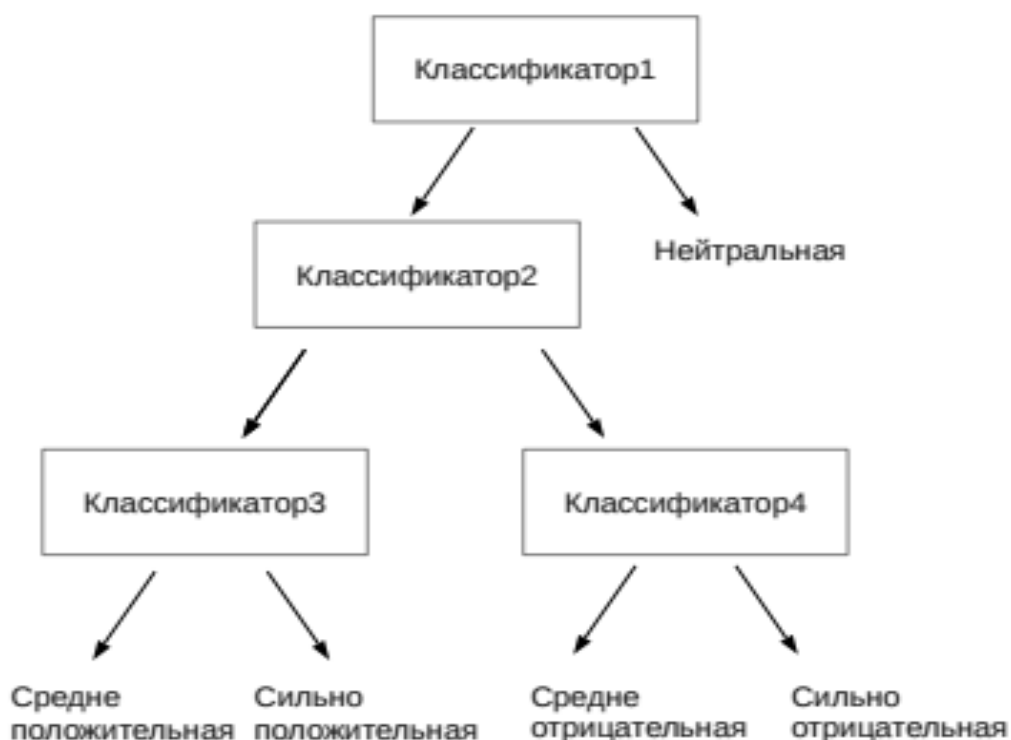 Классификатор1
Классификатор2
Нейтральная
Классификатор3
Классификатор4
Средне
положительная
Сильно
положительная
Средне
отрицательная
Сильно
отрицательная